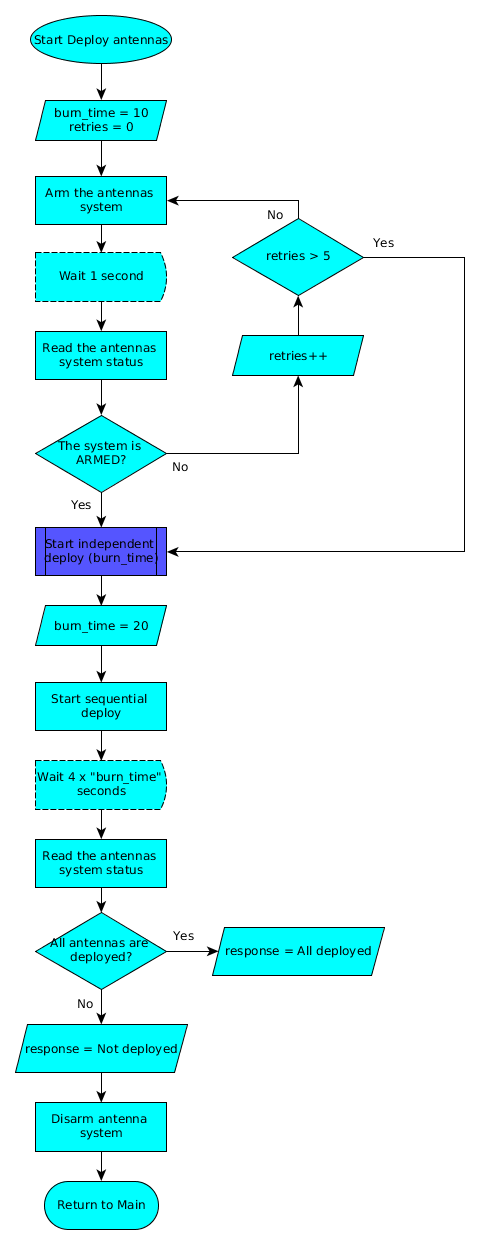 Start Deploy antennas
burn_time = 10
retries = 0
Arm the antennas
system
No
retries > 5
Yes
Wait 1 second
Read the antennas
system status
retries++
The system is
ARMED?
No
Yes
Start independent
deploy (burn_time)
burn_time = 20
Start sequential
deploy
Wait 4 x "burn_time"
seconds
Read the antennas
system status
All antennas are
deployed?
Yes
response = All deployed
No
response = Not deployed
Disarm antenna
system
Return to Main